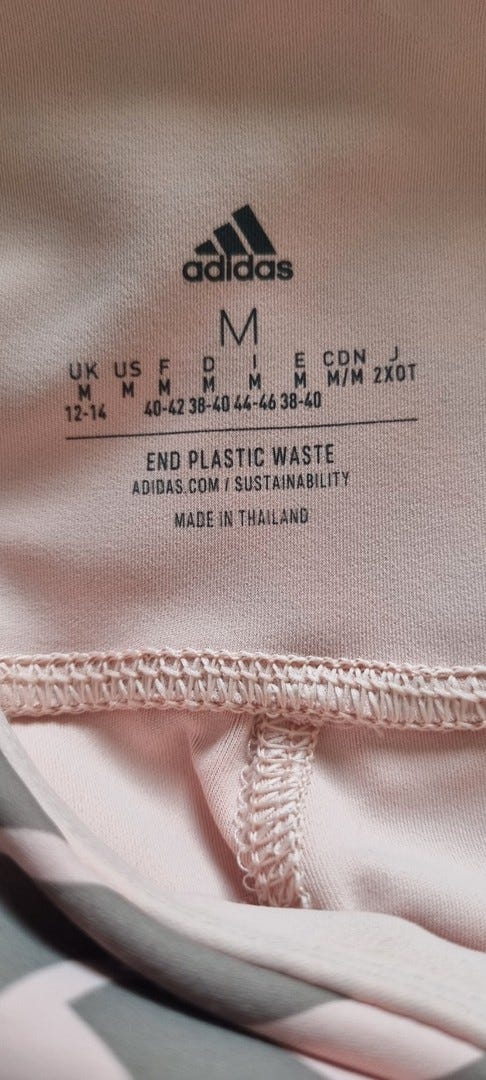 adidas
M
UK US F D I E CDN J
M M M M M M M/M 2XOT
12-14 40-42 38-40 44-46 38-40
END PLASTIC WASTE
ADIDAS.COM / SUSTAINABILITY
MADE IN THAILAND